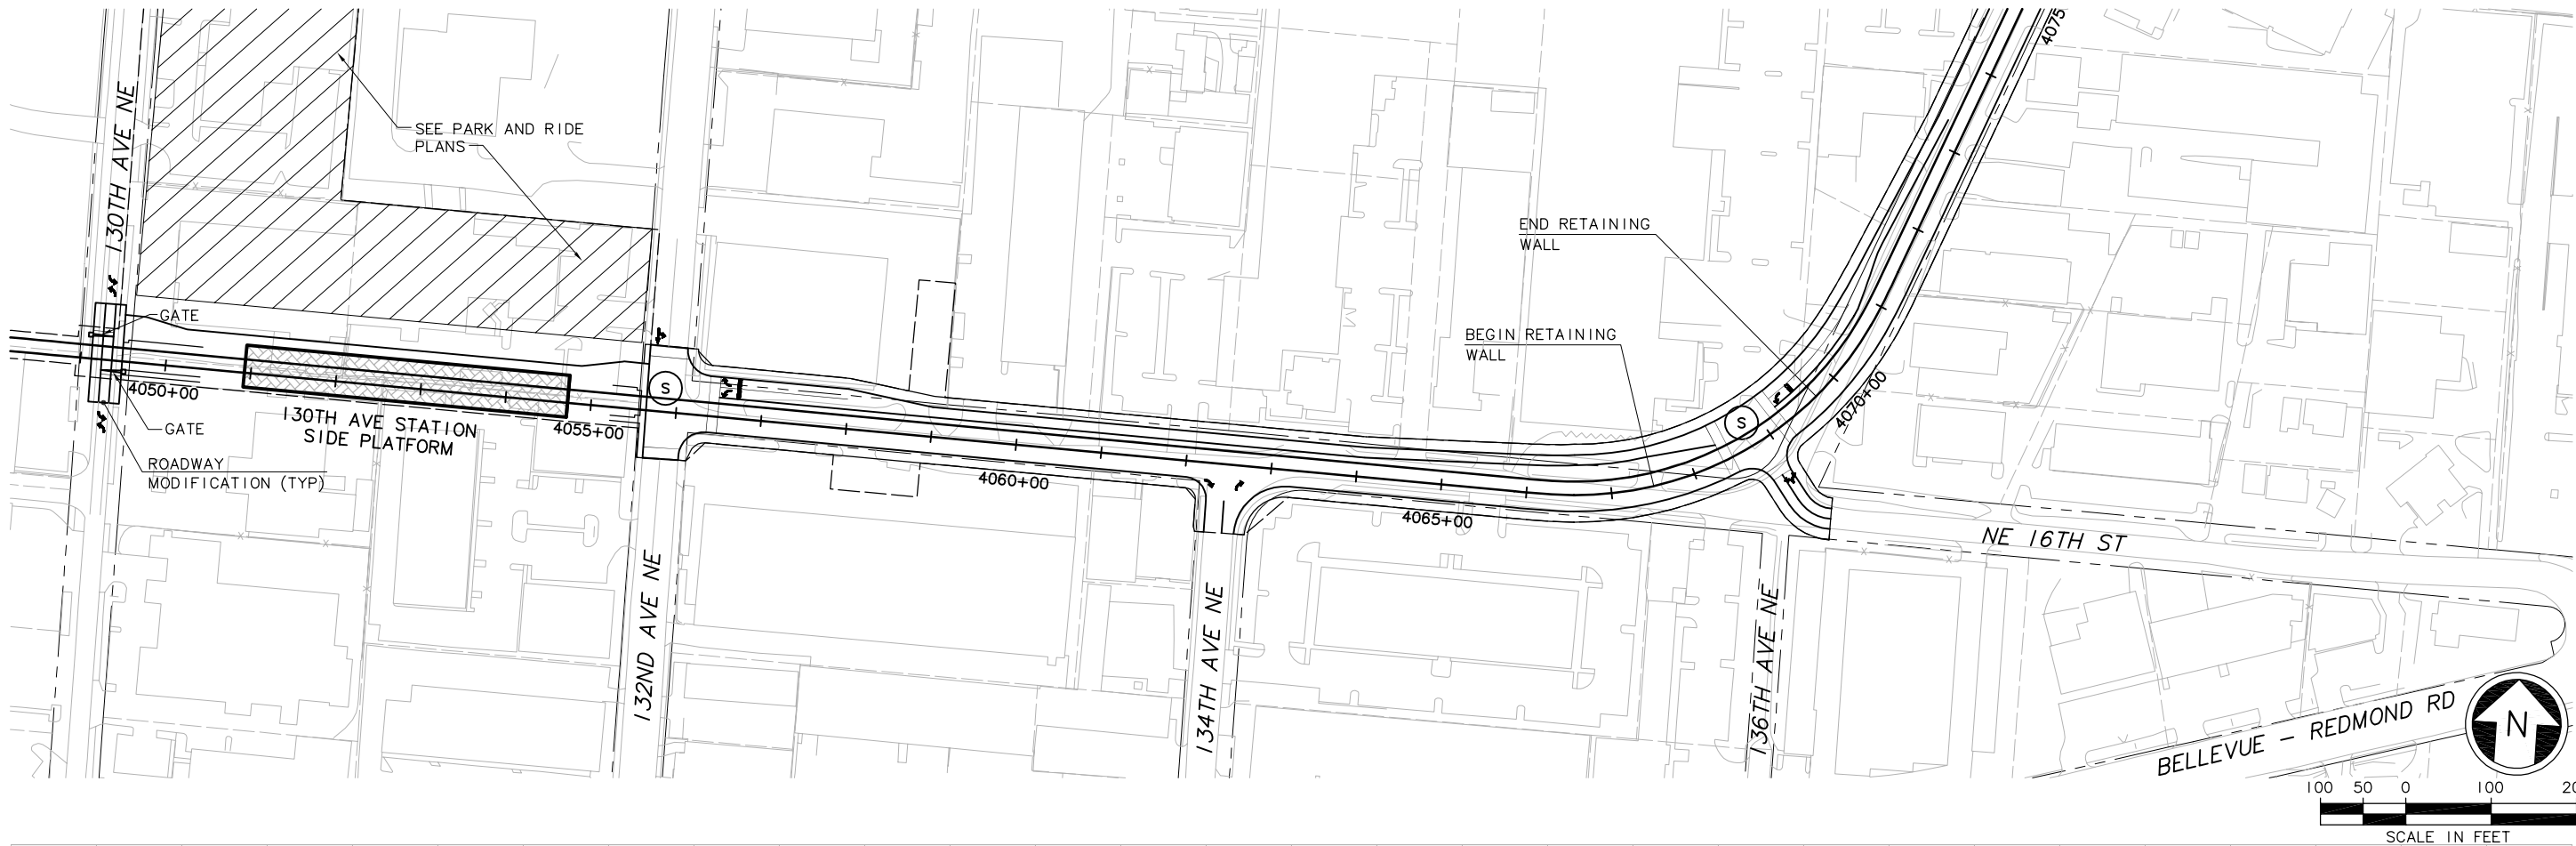 4075
130TH AVE NE
SEE PARK AND RIDE
PLANS
END RETAINING
WALL
GATE
BEGIN RETAINING
WALL
4050+00
S
S
4070+00
130TH AVE STATION
SIDE PLATFORM
GATE
4055+00
ROADWAY
MODIFICATION (TYP)
4060+00
4065+00
NE 16TH ST
132ND AVE NE
134TH AVE NE
136TH AVE NE
BELLEVUE - REDMOND RD
N
100 50 0 100 20
SCALE IN FEET